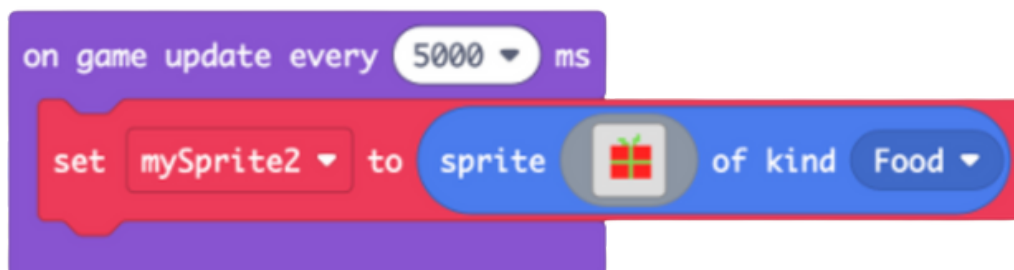 on game update every 5000 ms
set mySprite2 to sprite of kind Food